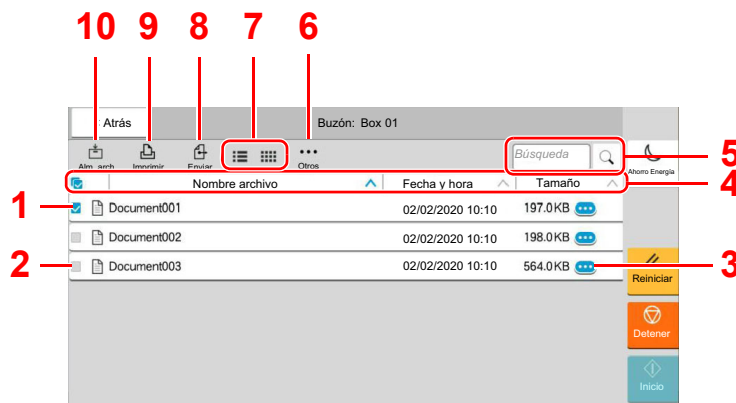 10 9 8 7 6
Atrás
Buzón: Box 01
Alm. arch. Imprimir Enviar Otros
Búsqueda
Ahorro Energía
5
4
Nombre archivo Fecha y hora Tamaño
1
Document001 02/02/2020 10:10 197.0KB
Document002 02/02/2020 10:10 198.0KB
2
Document003 02/02/2020 10:10 564.0KB
3
Reiniciar
Detener
Inicio